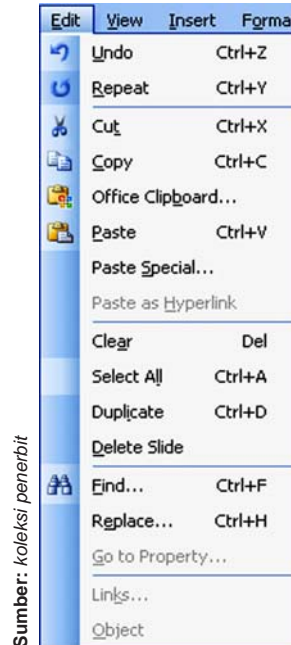 Edit View Insert Forma
Undo Ctrl+Z
Repeat Ctrl+Y
Cut Ctrl+X
Copy Ctrl+C
Office Clipboard...
Paste Ctrl+V
Paste Special...
Paste as Hyperlink
Clear Del
Select All Ctrl+A
Duplicate Ctrl+D
Delete Slide
Find... Ctrl+F
Replace... Ctrl+H
Go to Property...
Links...
Object
Sumber: koleksi penerbit